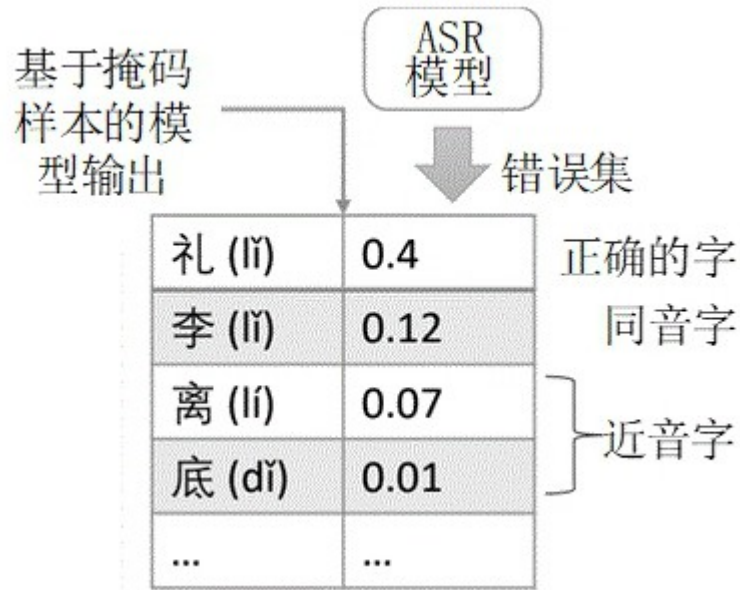 ASR
模型
基于掩码
样本的模
型输出
错误集
礼 (lǐ) 0.4 正确的字
李 (lǐ) 0.12 同音字
离 (lí) 0.07
近音字
底 (dǐ) 0.01
... ...